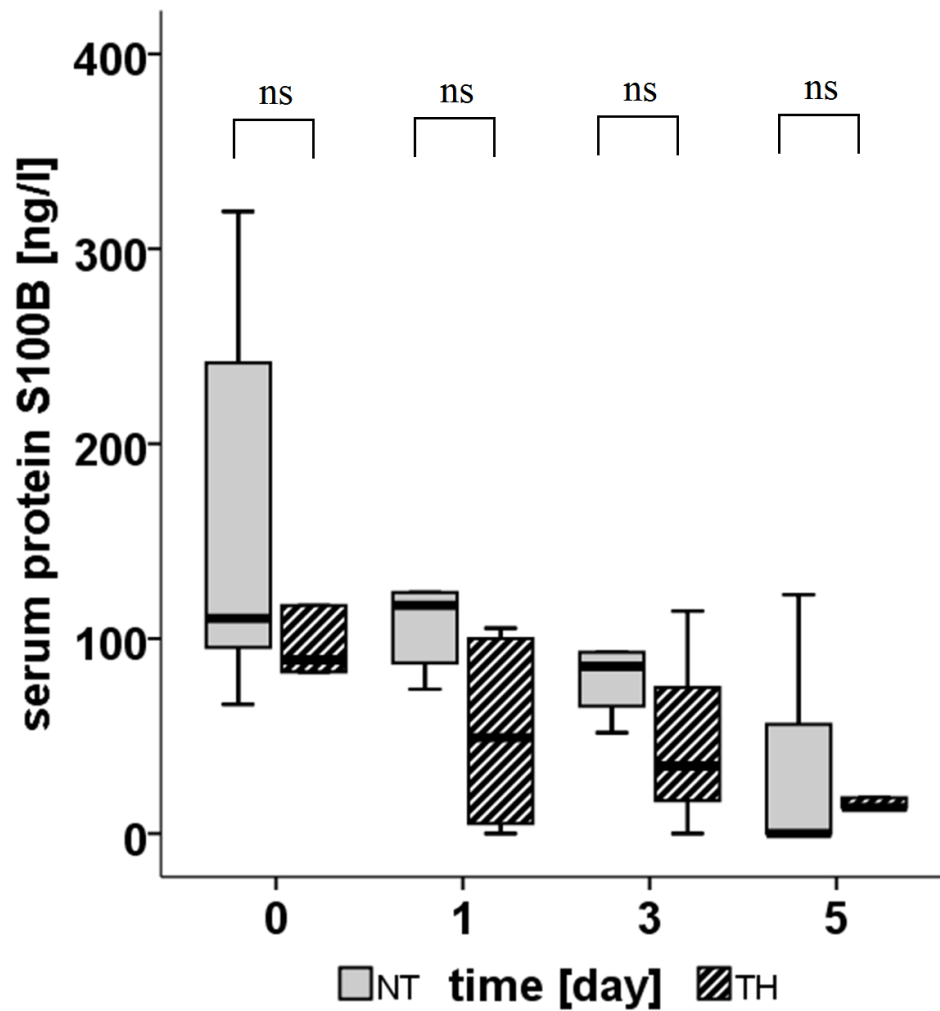 serum protein S100B [ng/l]
400
300
200
100
0
ns
ns
ns
ns
0
1
3
5
NT
time [day]
TH